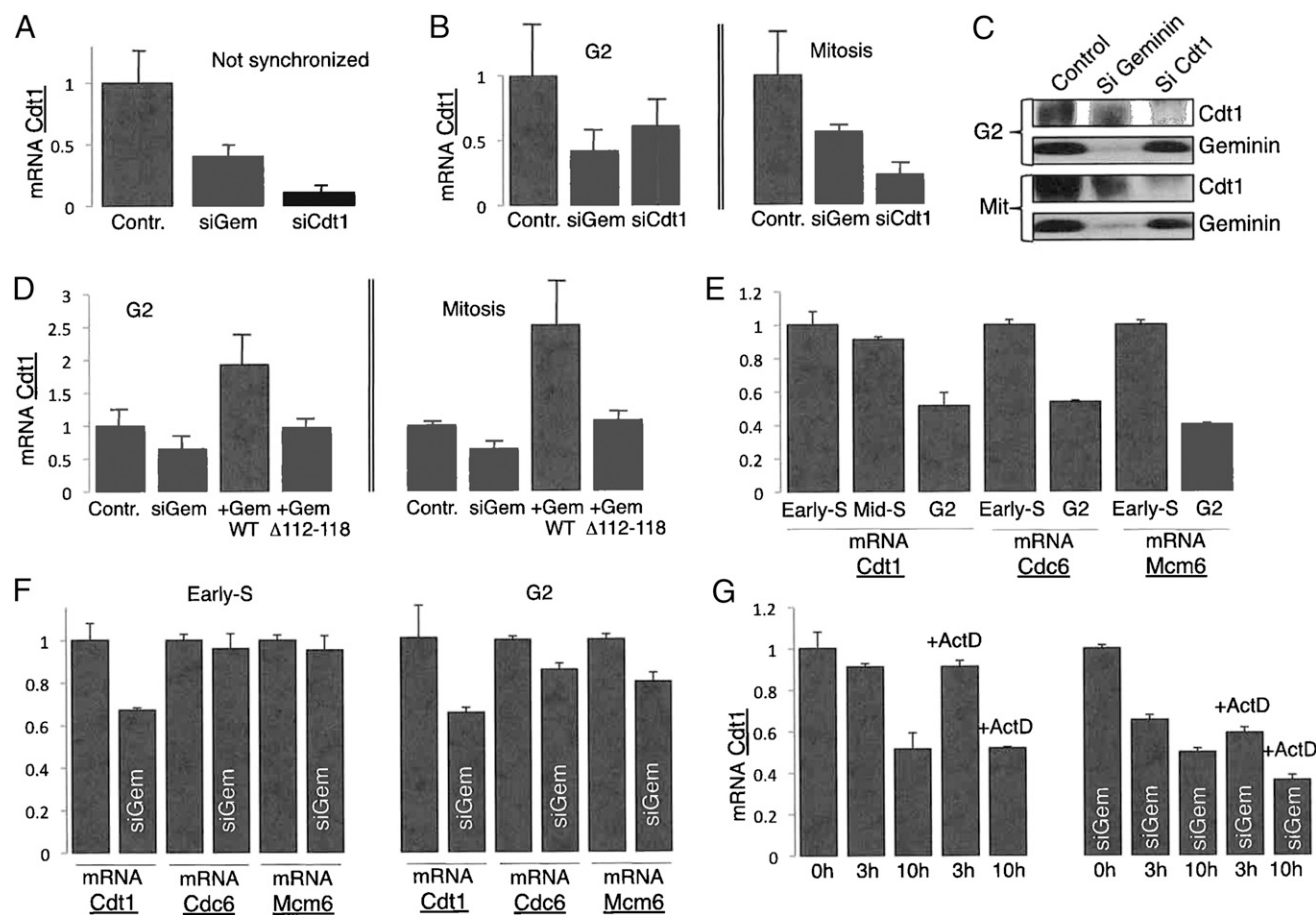 A
Not synchronized
mRNA Cdt1
1
0.5
0
Contr. siGem siCdt1
B
G2
Mitosis
mRNA Cdt1
1
0.5
0
Contr. siGem siCdt1
Contr. siGem siCdt1
C
Control
Si Geminin
Si Cdt1
G2
Cdt1
Geminin
Mit
Cdt1
Geminin
D
G2
Mitosis
mRNA Cdt1
3
2.5
2
1.5
1
0.5
0
Contr. siGem +Gem +Gem
WT Δ112-118
Contr. siGem +Gem +Gem
WT Δ112-118
E
1.2
1
0.8
0.6
0.4
0.2
0
Early-S Mid-S G2 Early-S G2 Early-S G2
mRNA mRNA mRNA
Cdt1 Cdc6 Mcm6
F
Early-S
G2
1
0.8
0.6
0.4
0.2
0
siGem siGem siGem
siGem siGem siGem
mRNA mRNA mRNA
Cdt1 Cdc6 Mcm6
mRNA mRNA mRNA
Cdt1 Cdc6 Mcm6
G
mRNA Cdt1
1.2
1
0.8
0.6
0.4
0.2
0
+ActD
+ActD
+ActD
+ActD
siGem siGem siGem siGem siGem
0h 3h 10h 3h 10h
0h 3h 10h 3h 10h